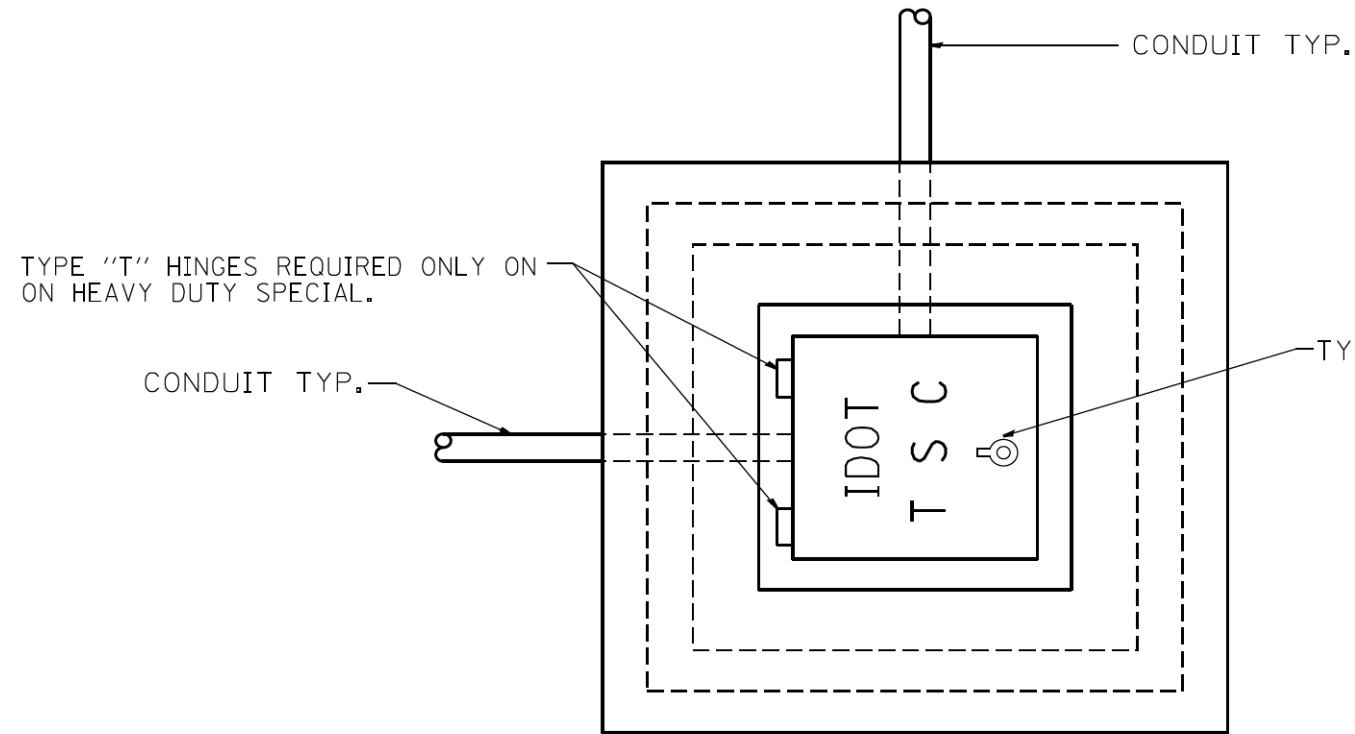 CONDUIT TYP.
TYPE "T" HINGES REQUIRED ONLY ON
ON HEAVY DUTY SPECIAL.
CONDUIT TYP.
TY
IDOT
T S C